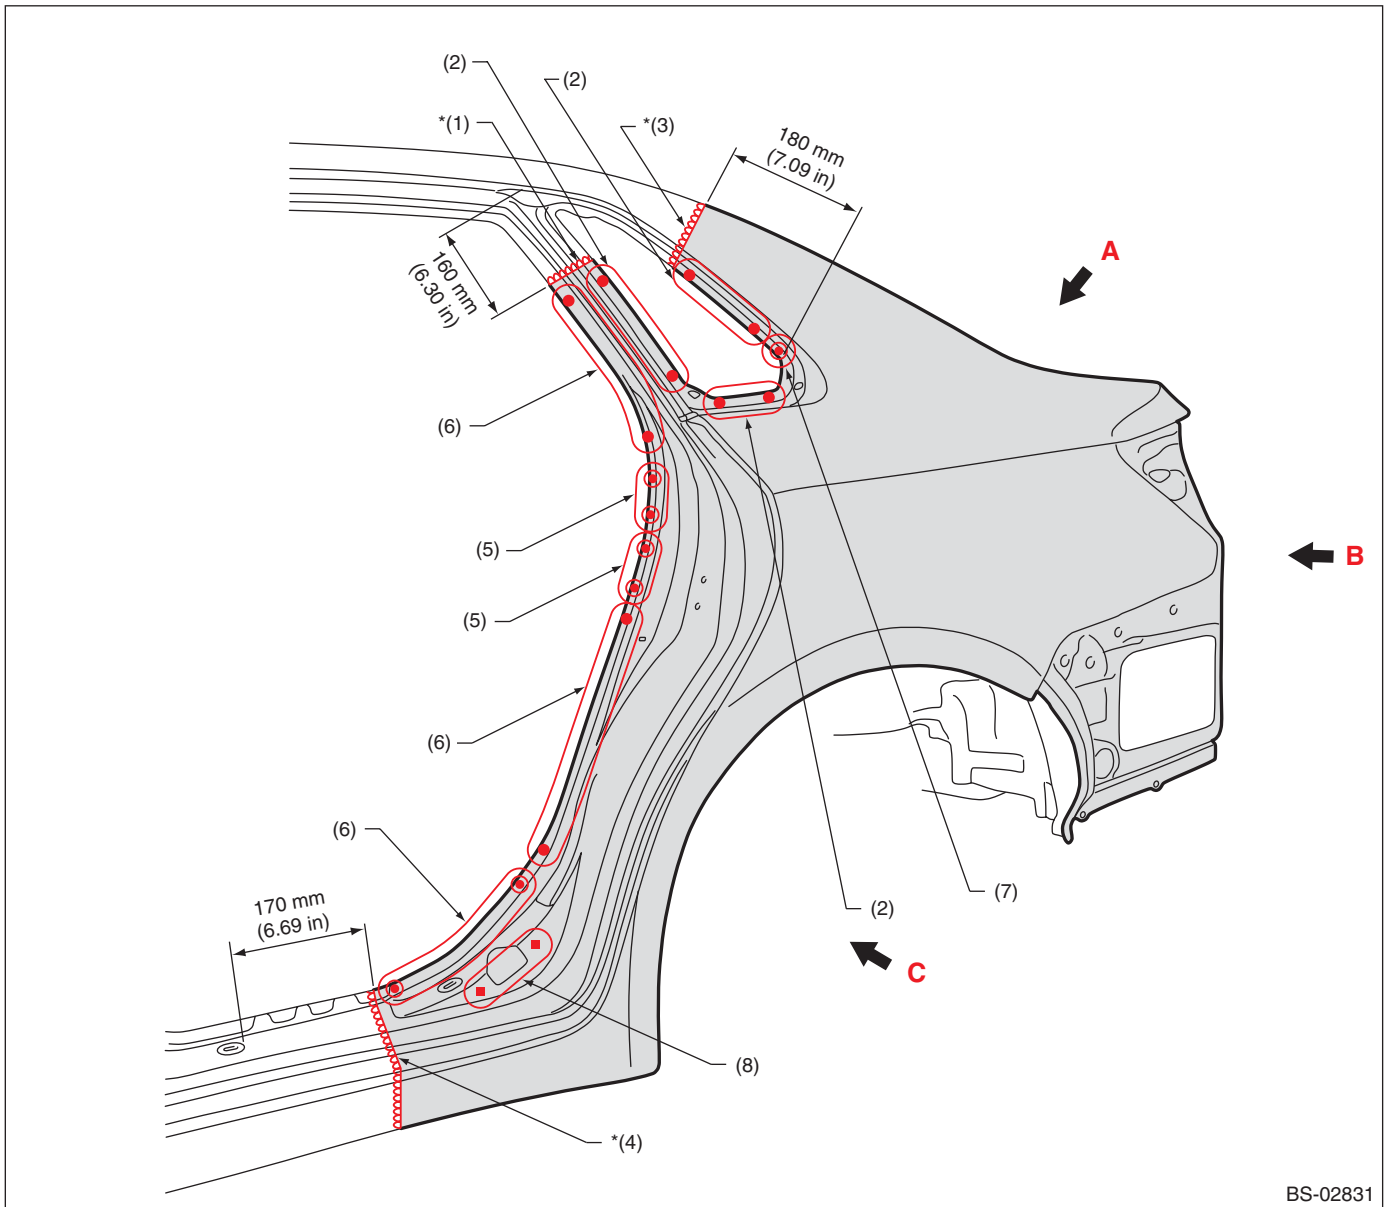 (2)
(2)
*(1)
*(3)
180 mm
(7.09 in)
160 mm
(6.30 in)
A
(6)
(5)
B
(5)
(6)
(6)
170 mm
(6.69 in)
(7)
(2)
C
(8)
*(4)
BS-02831